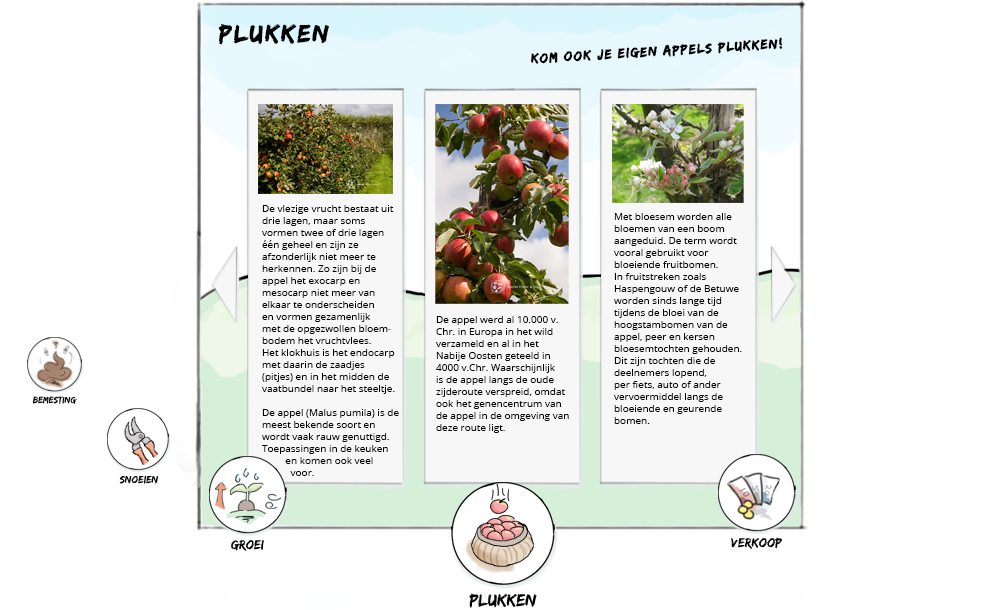 PLUKKEN
KOM OOK JE EIGEN APPELS PLUKKEN!
De vlezige vrucht bestaat uit
drie lagen, maar soms
vormen twee of drie lagen
één geheel en zijn ze
afzonderlijk niet meer te
herkennen. Zo zijn bij de
appel het exocarp en
mesocarp niet meer van
elkaar te onderscheiden
en vormen gezamenlijk
met de opgezwollen bloem-
bodem het vruchtvlees.
Het klokhuis is het endocarp
met daarin de zaadjes
(pitjes) en in het midden de
vaatbundel naar het steeltje.
De appel (Malus pumila) is de
meest bekende soort en
wordt vaak rauw genuttigd.
Toepassingen in de keuken
en komen ook veel
voor.
De appel werd al 10.000 v.
Chr. in Europa in het wild
verzameld en al in het
Nabije Oosten geteeld in
4000 v.Chr. Waarschijnlijk
is de appel langs de oude
zijderoute verspreid, omdat
ook het genencentrum van
de appel in de omgeving van
deze route ligt.
Met bloesem worden alle
bloemen van een boom
aangeduid. De term wordt
vooral gebruikt voor
bloeiende fruitbomen.
In fruitstreken zoals
Haspengouw of de Betuwe
worden sinds lange tijd
tijdens de bloei van de
hoogstambomen van de
appel, peer en kersen
bloesemtochten gehouden.
Dit zijn tochten die de
deelnemers lopend,
per fiets, auto of ander
vervoermiddel langs de
bloeiende en geurende
bomen.
BEMESTING
SNOEIEN
GROEI
PLUKKEN
VERKOOP